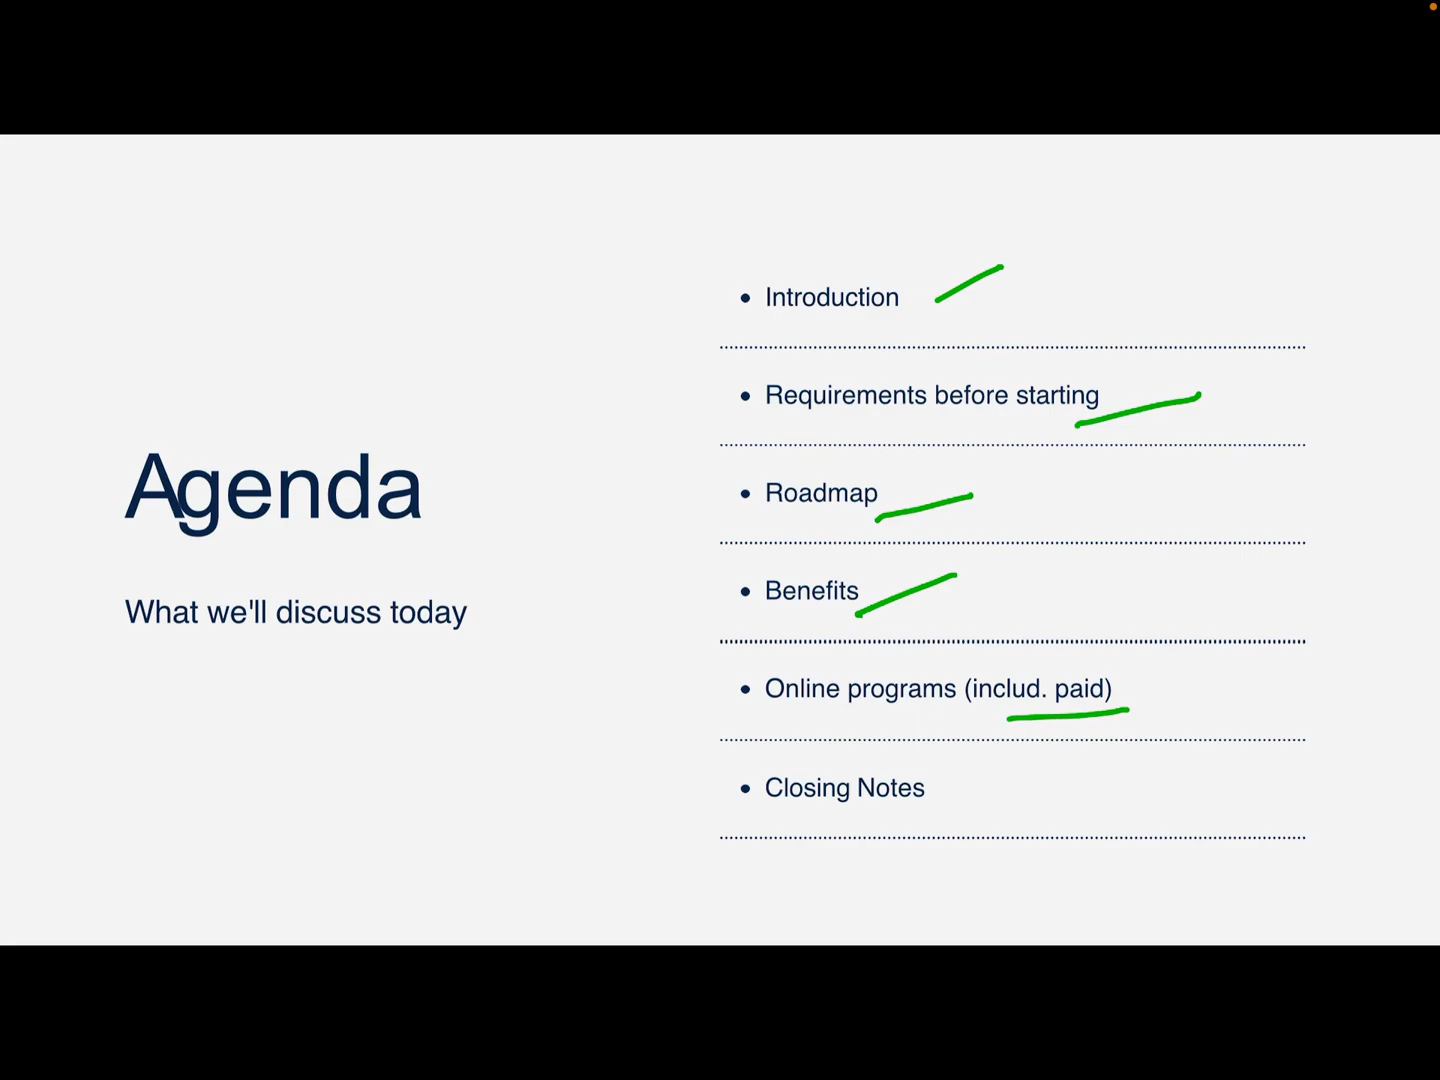 Agenda
What we'll discuss today
• Introduction
• Requirements before starting
• Roadmap
• Benefits
• Online programs (includ. paid)
• Closing Notes